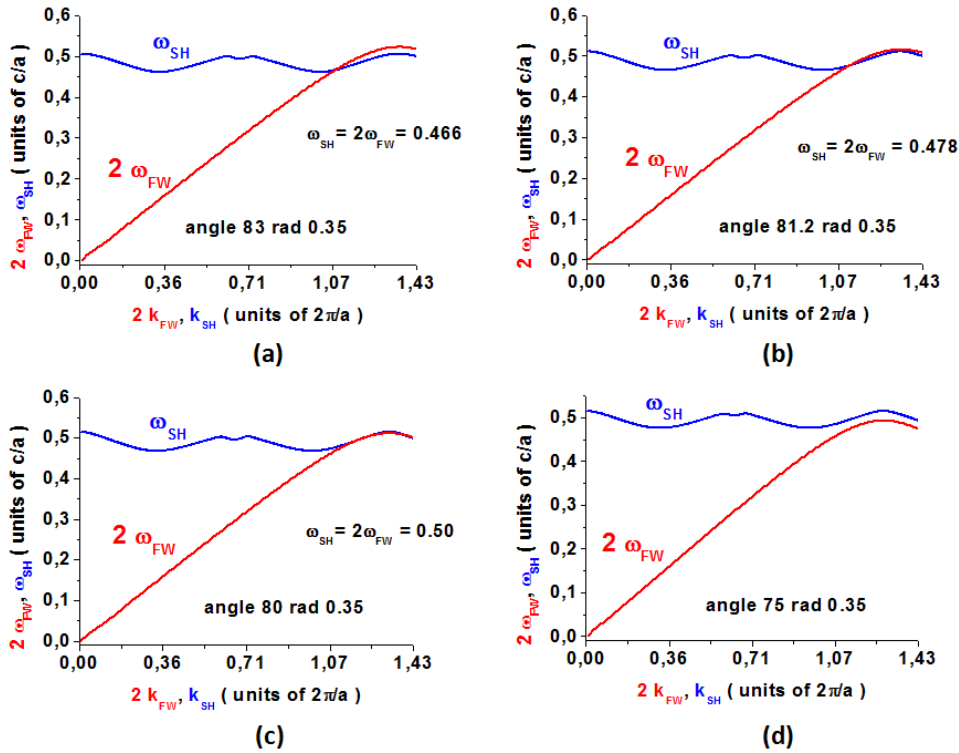 0,6
0,5
0,4
0,3
0,2
0,1
0,0
2 ω_FW, ω_SH ( units of c/a)
ω_SH
ω_SH = 2ω_FW = 0.466
2 ω_FW
angle 83 rad 0.35
0,00 0,36 0,71 1,07 1,43
2 k_FW, k_SH ( units of 2π/a )
(a)
0,6
0,5
0,4
0,3
0,2
0,1
0,0
2 ω_FW, ω_SH ( units of c/a)
ω_SH
ω_SH = 2ω_FW = 0.478
2 ω_FW
angle 81.2 rad 0.35
0,00 0,36 0,71 1,07 1,43
2 k_FW, k_SH ( units of 2π/a )
(b)
0,6
0,5
0,4
0,3
0,2
0,1
0,0
2 ω_FW, ω_SH ( units of c/a)
ω_SH
ω_SH = 2ω_FW = 0.50
2 ω_FW
angle 80 rad 0.35
0,00 0,36 0,71 1,07 1,43
2 k_FW, k_SH ( units of 2π/a )
(c)
0,5
0,4
0,3
0,2
0,1
0,0
2 ω_FW, ω_SH ( units of c/a)
ω_SH
2 ω_FW
angle 75 rad 0.35
0,00 0,36 0,71 1,07 1,43
2 k_FW, k_SH ( units of 2π/a )
(d)